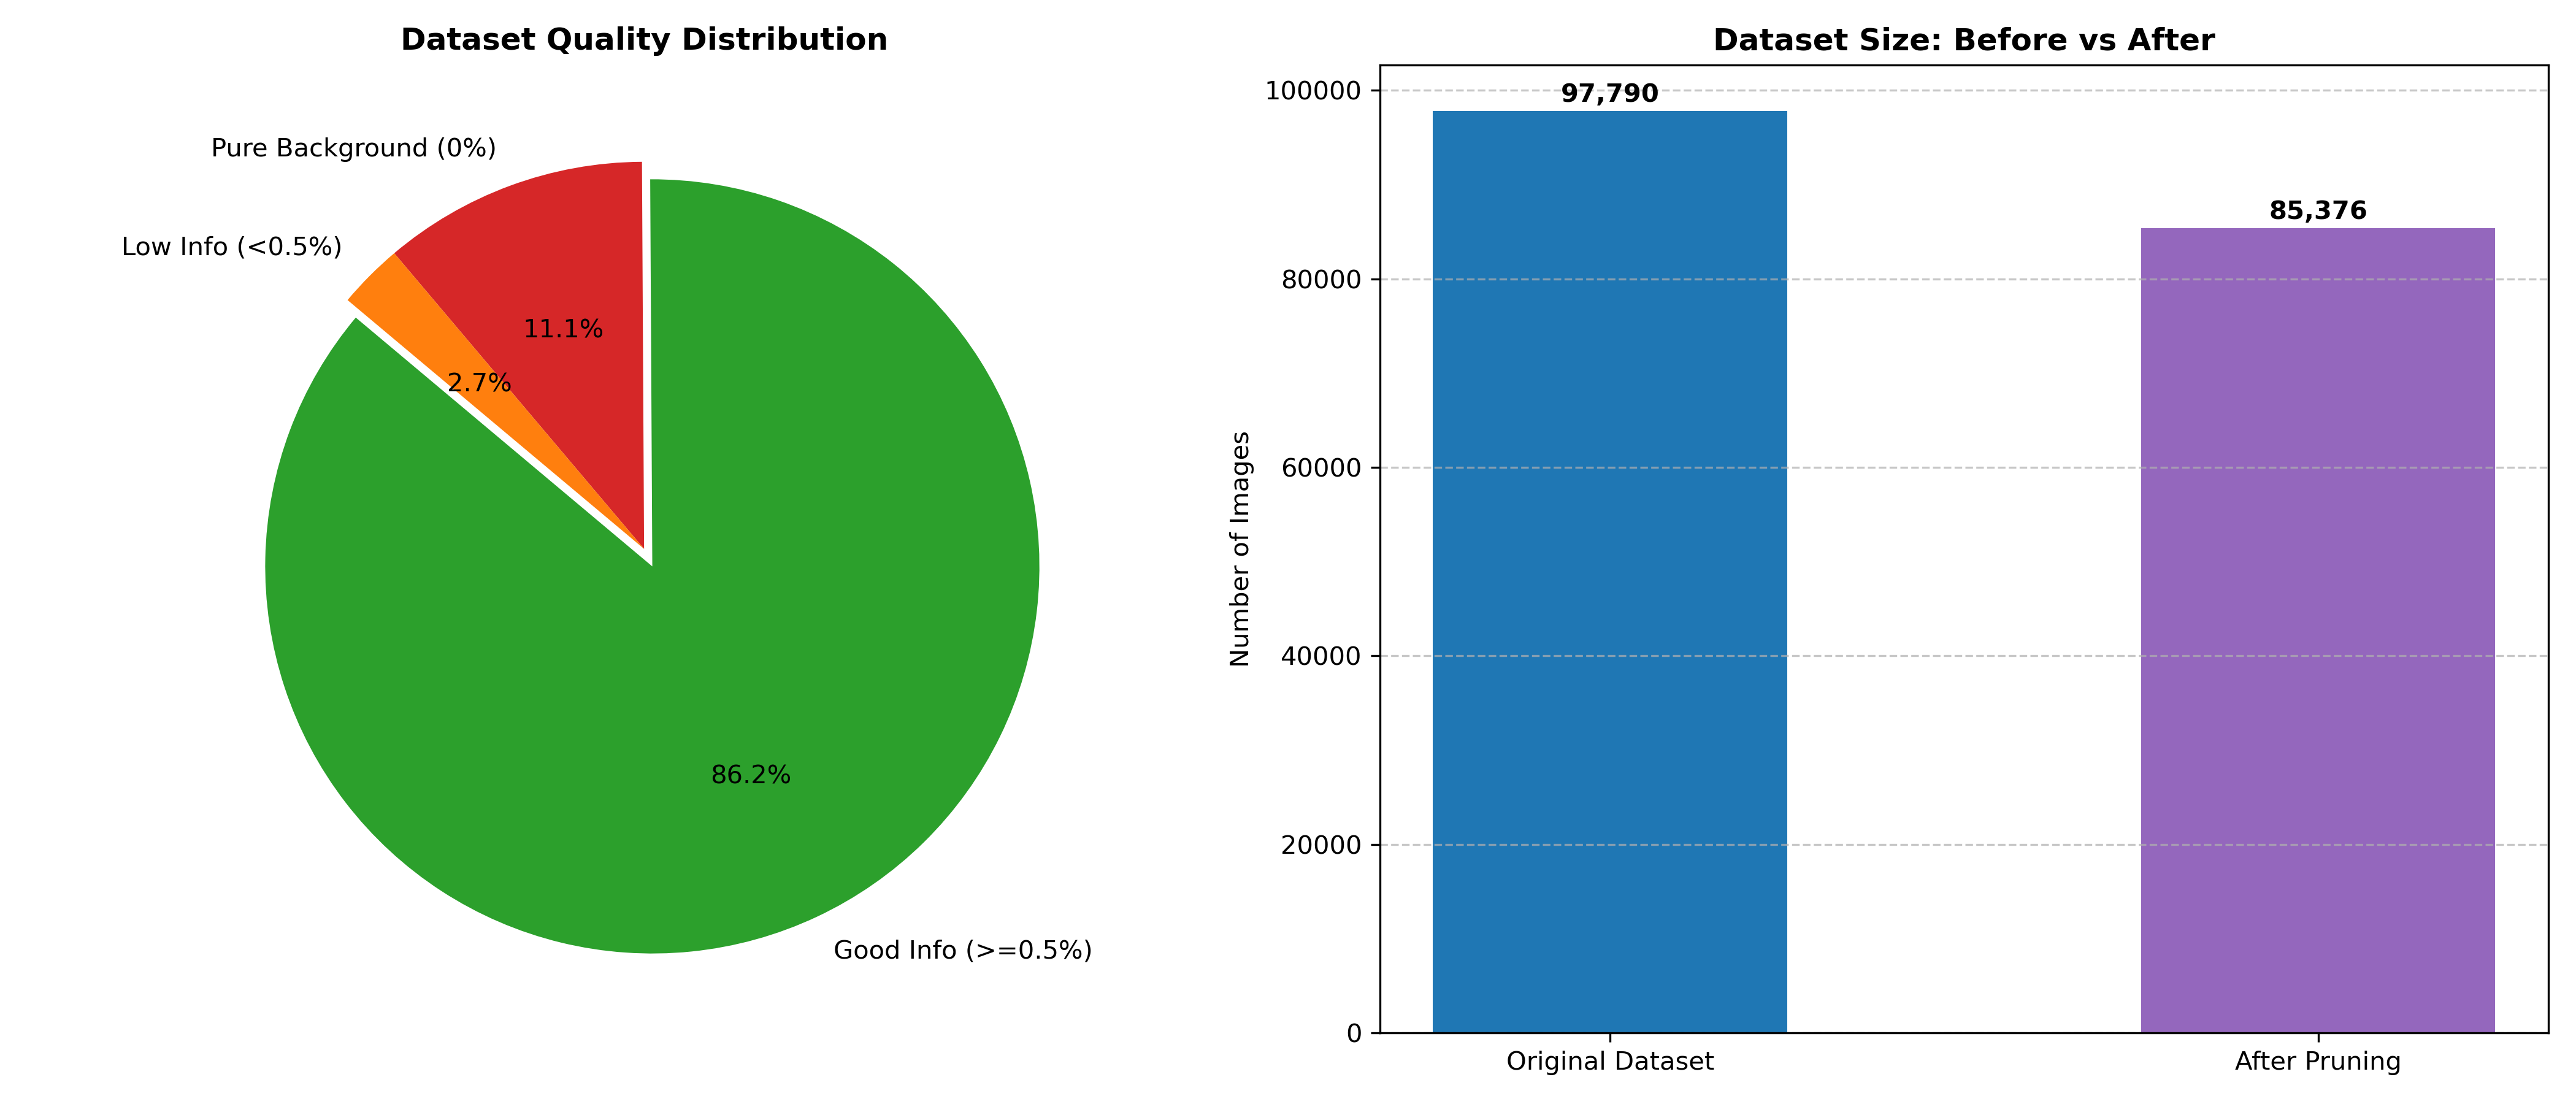 Dataset Quality Distribution
Pure Background (0%)
Low Info (<0.5%)
11.1%
2.7%
86.2%
Good Info (>=0.5%)
Dataset Size: Before vs After
Number of Images
100000
80000
60000
40000
20000
0
97,790
85,376
Original Dataset
After Pruning